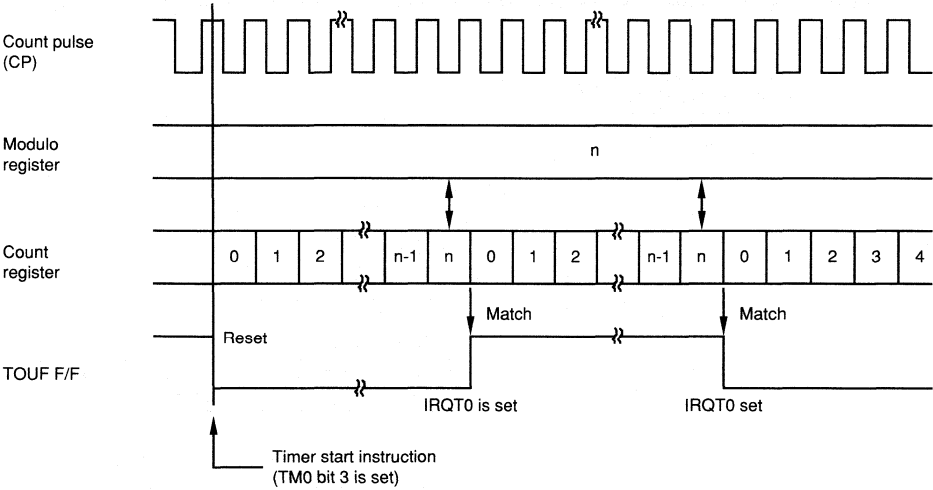 Count pulse
(CP)
Modulo
register
n
Count
register
0 1 2 n-1 n 0 1 2 n-1 n 0 1 2 3 4
Match
Match
Reset
TOUF F/F
IRQT0 is set
IRQT0 set
Timer start instruction
(TM0 bit 3 is set)